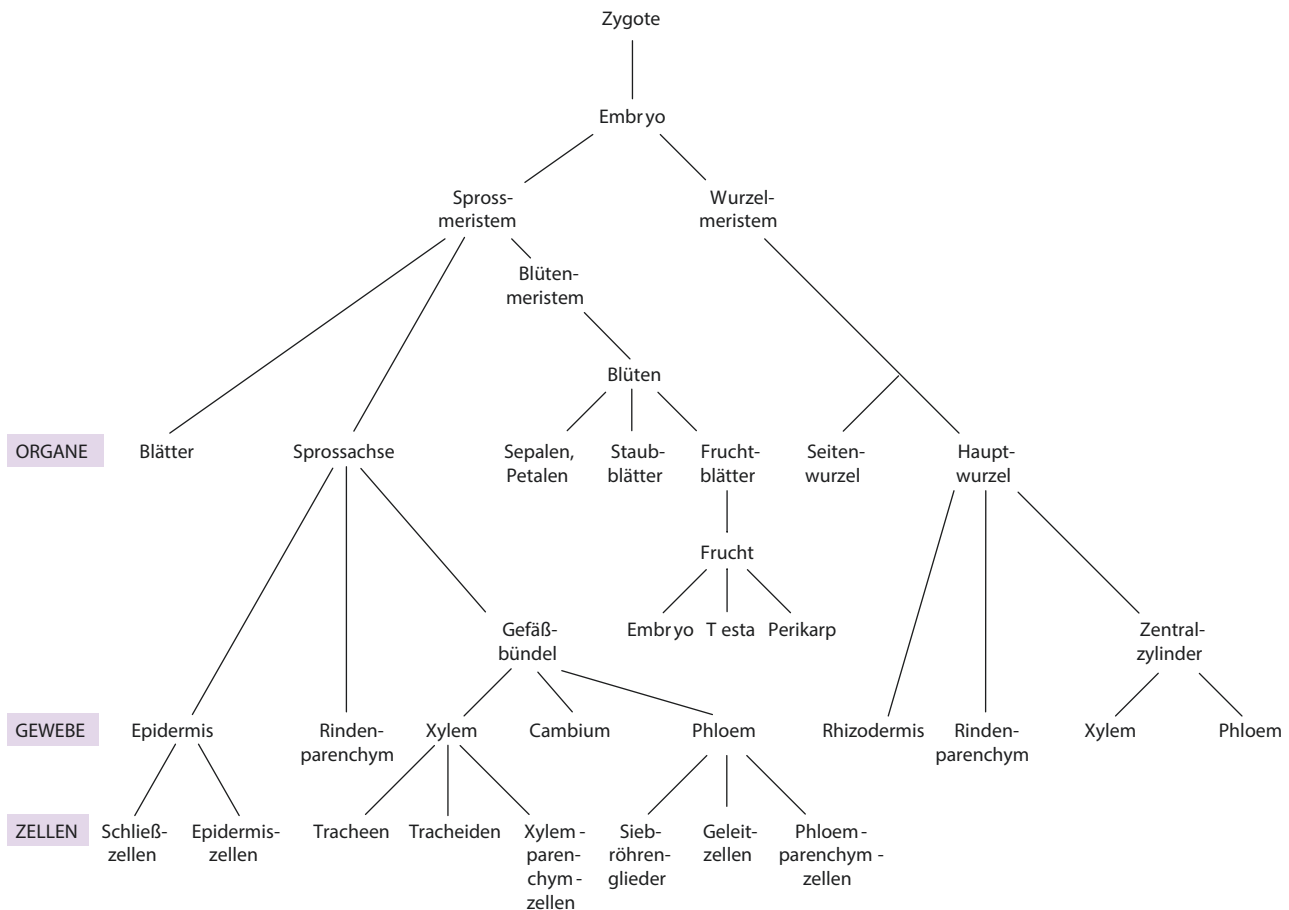 Zygote
Embryo
Spross-
meristem
Wurzel-
meristem
Blüten-
meristem
Blüten
ORGANE
Blätter
Sprossachse
Sepalen,
Petalen
Staub-
blätter
Frucht-
blätter
Seiten-
wurzel
Haupt-
wurzel
Frucht
Embryo
Testa
Perikarp
Gefäß-
bündel
Zentral-
zylinder
GEWEBE
Epidermis
Rinden-
parenchym
Xylem
Cambium
Phloem
Rhizodermis
Rinden-
parenchym
Xylem
Phloem
ZELLEN
Schließ-
zellen
Epidermis-
zellen
Tracheen
Tracheiden
Xylem-
paren-
chym-
zellen
Sieb-
röhren-
glieder
Geleit-
zellen
Phloem-
parenchym-
zellen